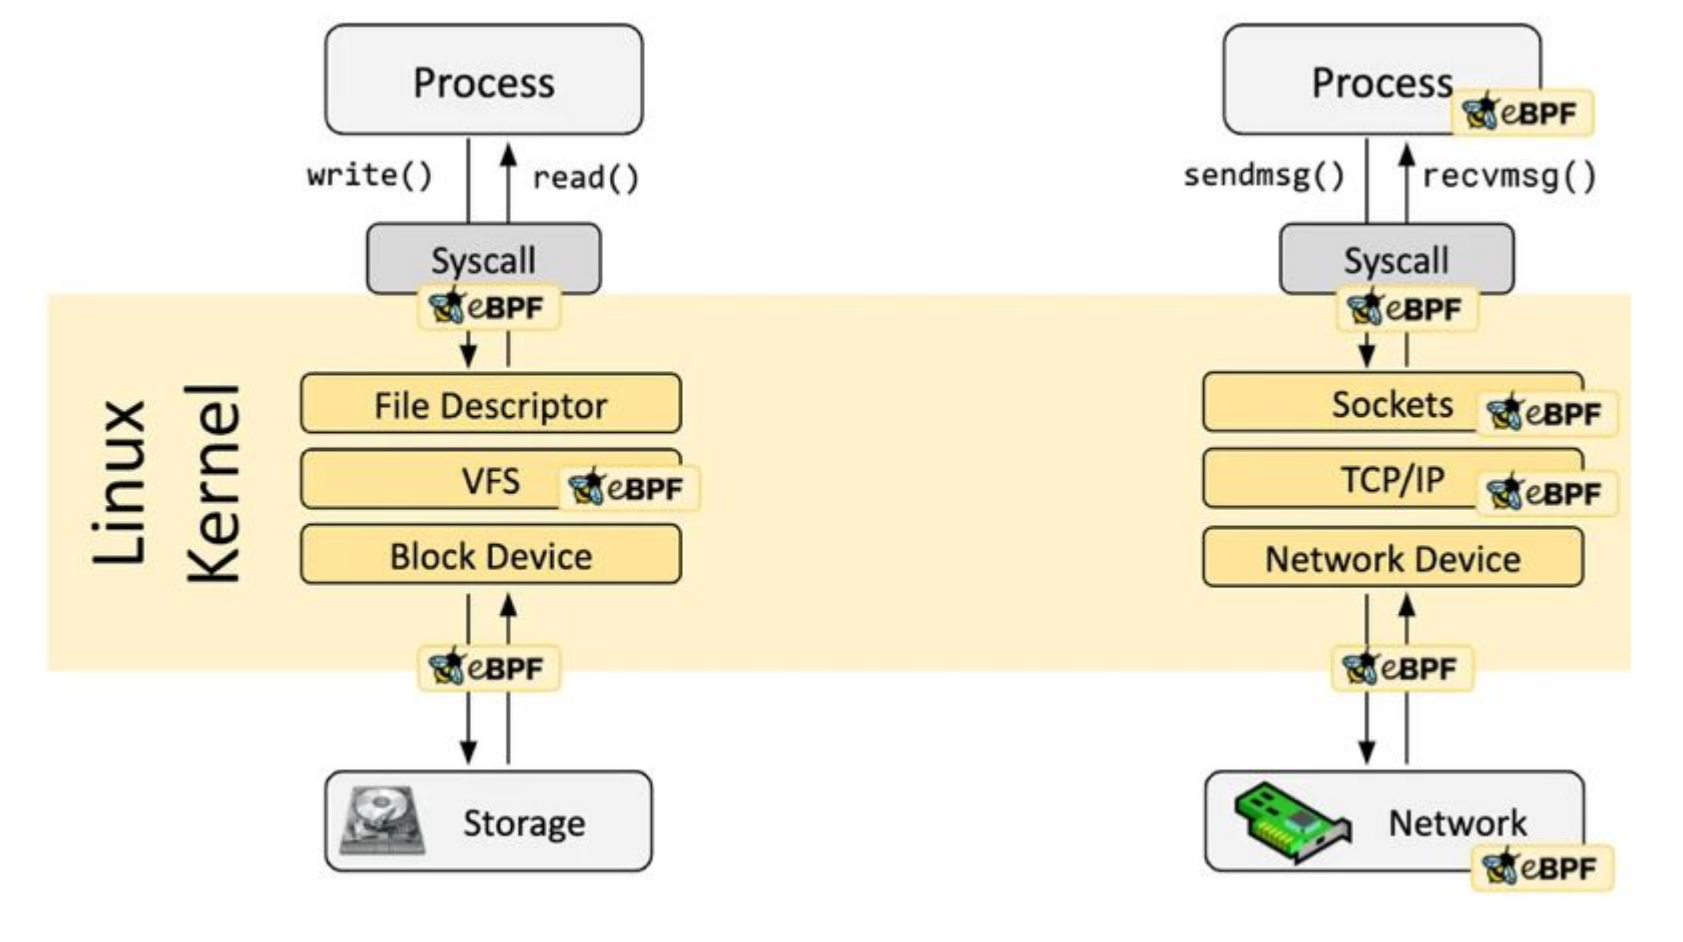 Process
Process
eBPF
write()
read()
sendmsg()
recvmsg()
Syscall
Syscall
eBPF
eBPF
Linux
Kernel
File Descriptor
Sockets
eBPF
VFS
eBPF
TCP/IP
eBPF
Block Device
Network Device
eBPF
eBPF
Storage
Network
eBPF